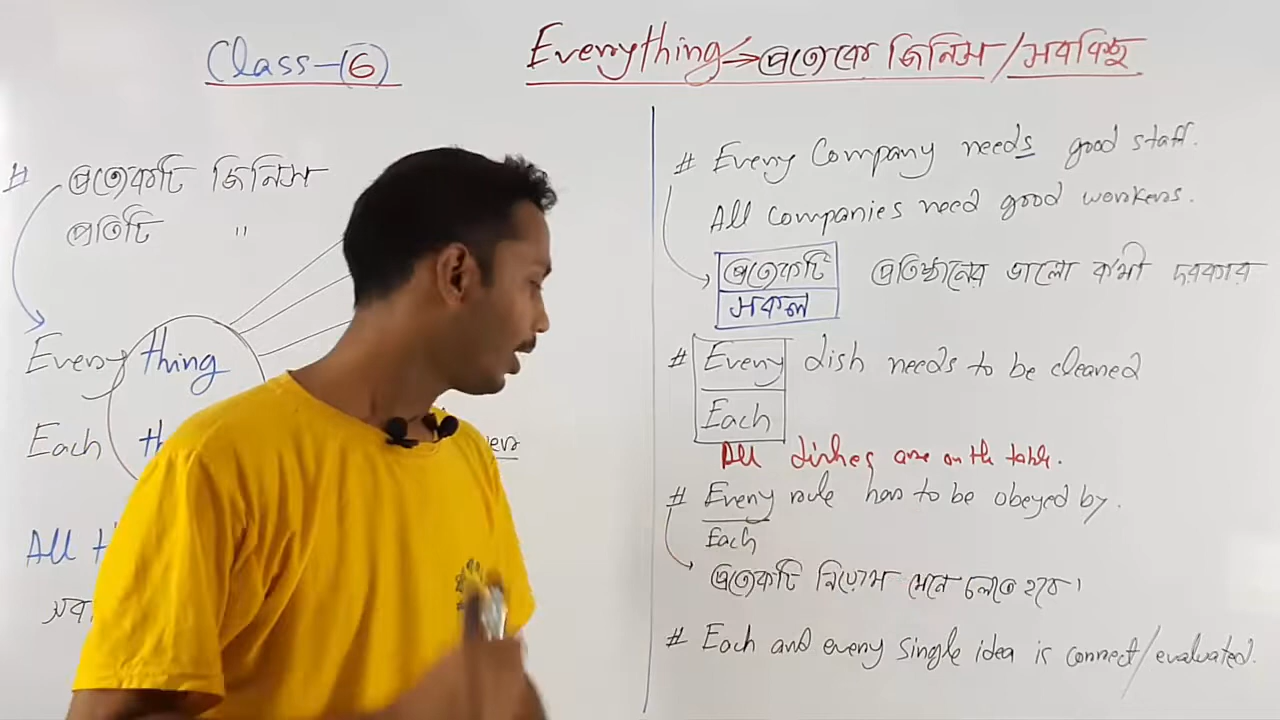 Class-6
Everything → প্রত্যেক জিনিস / সবকিছু
# প্রত্যেকটি জিনিস
প্রতিটি "
Every thing
Each th
All t
সব
# Every Company needs good staff.
All companies need good workers.
প্রত্যেকটি প্রতিষ্ঠানের ভালো কর্মী দরকার
সকল
# Every dish needs to be cleaned
Each
All dishes are on the table.
# Every rule has to be obeyed by.
Each
প্রত্যেকটি নিয়ম মেনে চলতে হবে।
# Each and every single idea is connect/evaluated.